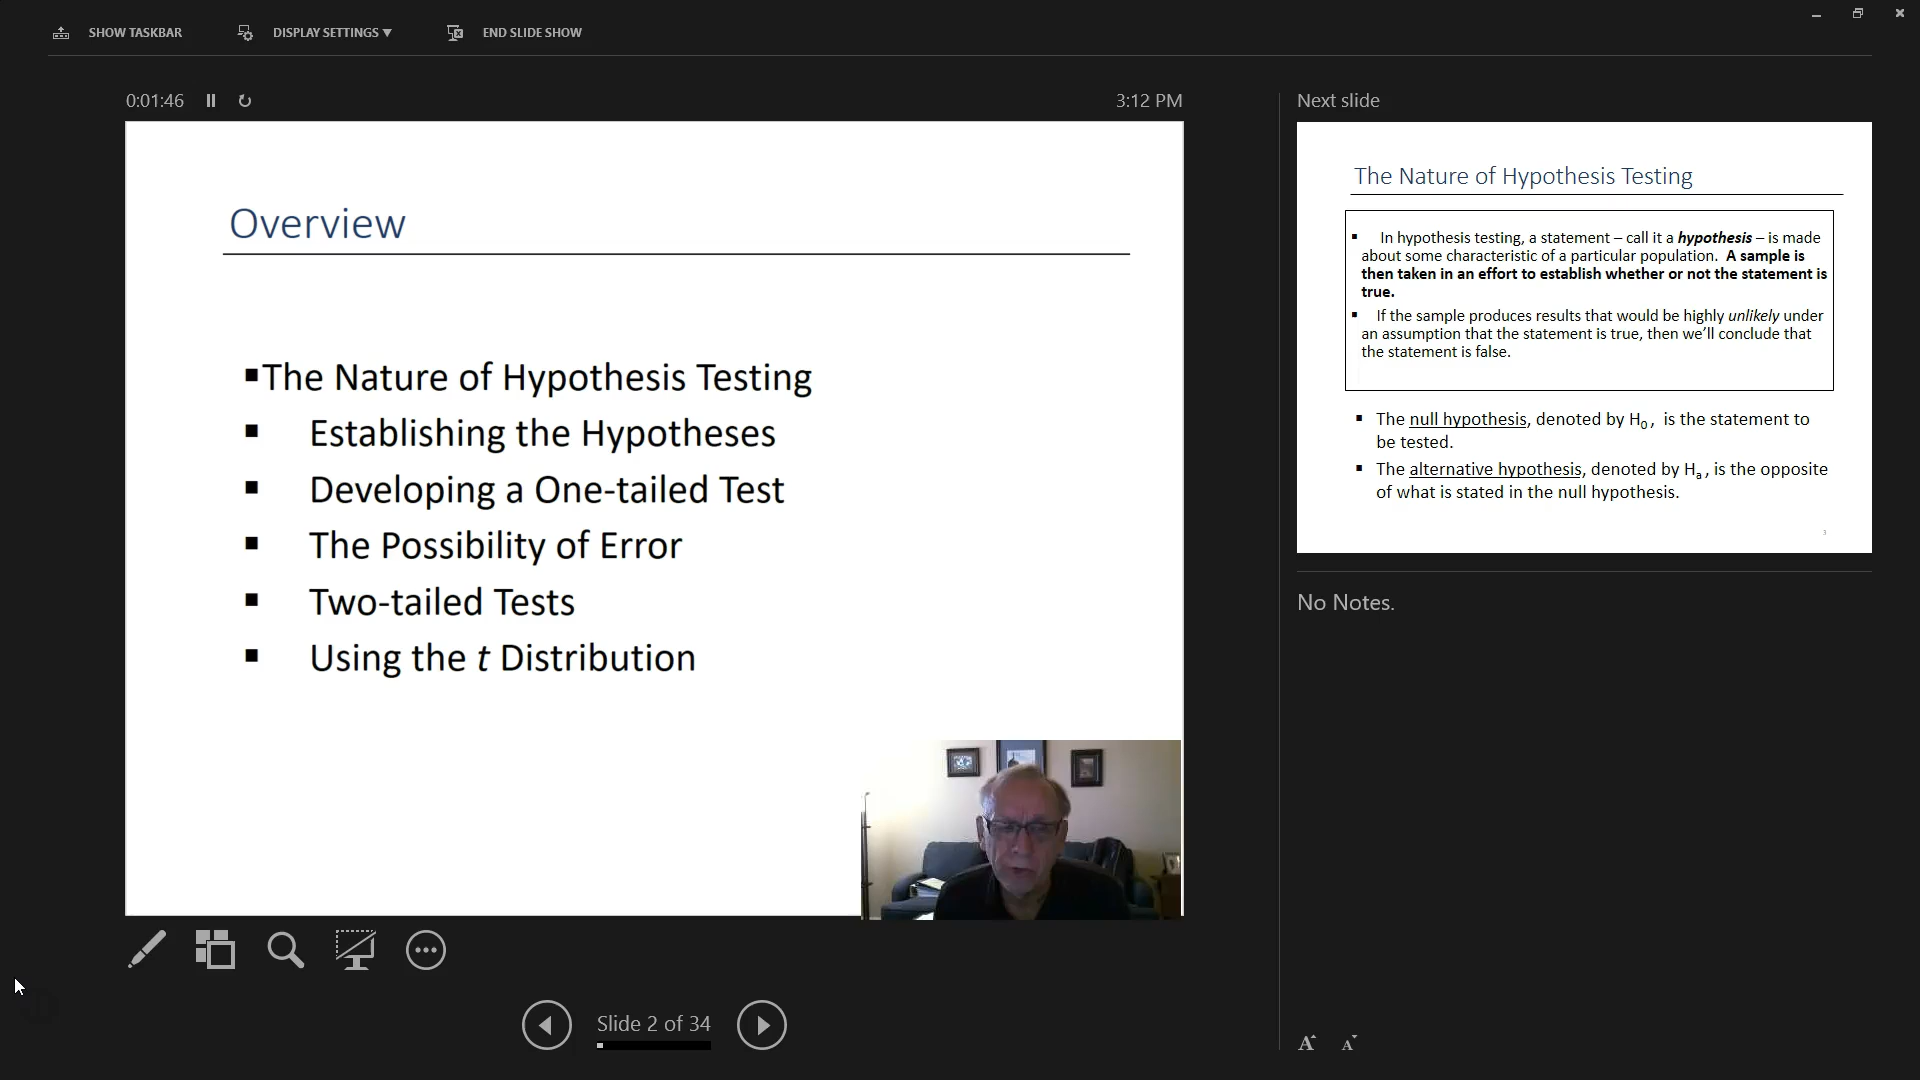 SHOW TASKBAR
DISPLAY SETTINGS ▼
END SLIDE SHOW
0:01:46
3:12 PM
Overview
▪The Nature of Hypothesis Testing
▪ Establishing the Hypotheses
▪ Developing a One-tailed Test
▪ The Possibility of Error
▪ Two-tailed Tests
▪ Using the t Distribution
Slide 2 of 34
Next slide
The Nature of Hypothesis Testing
▪ In hypothesis testing, a statement – call it a hypothesis – is made
about some characteristic of a particular population. A sample is
then taken in an effort to establish whether or not the statement is
true.
▪ If the sample produces results that would be highly unlikely under
an assumption that the statement is true, then we’ll conclude that
the statement is false.
▪ The null hypothesis, denoted by H₀, is the statement to
be tested.
▪ The alternative hypothesis, denoted by Hₐ, is the opposite
of what is stated in the null hypothesis.
3
No Notes.
A A